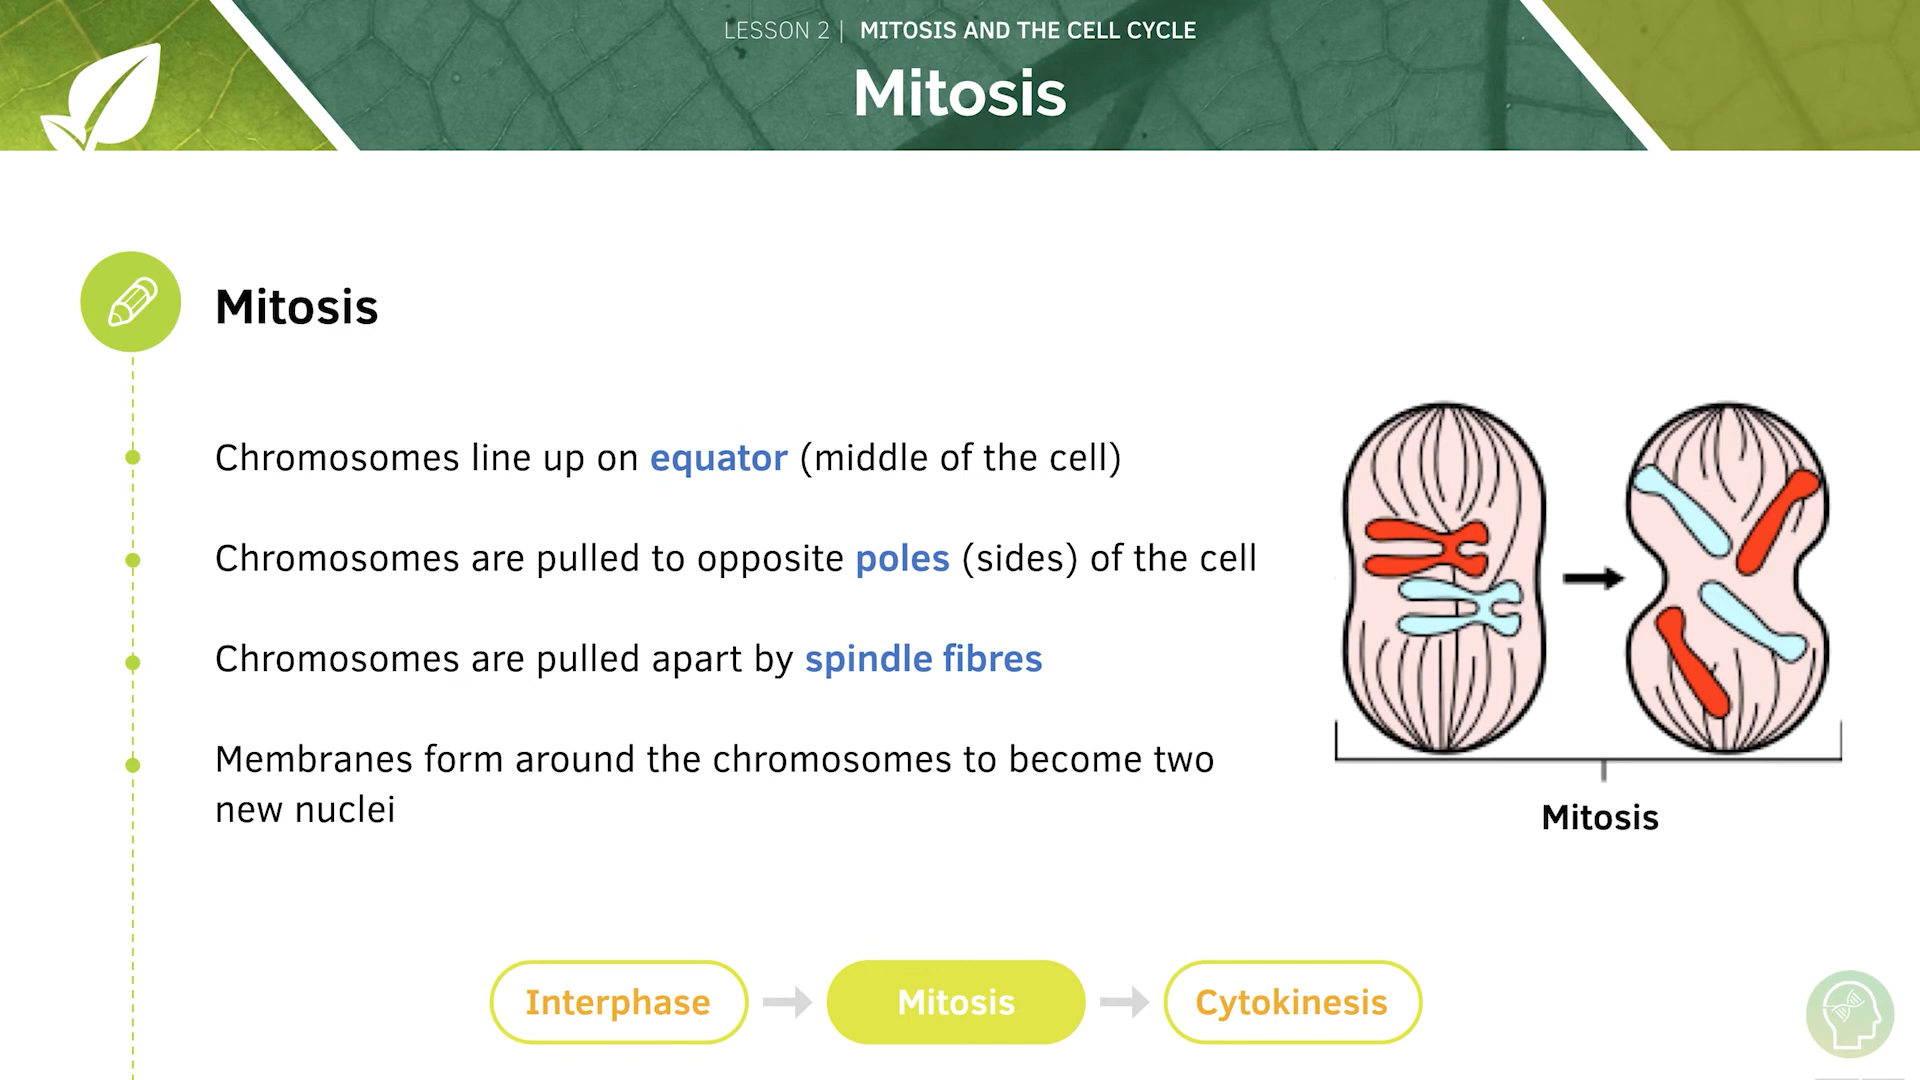 LESSON 2 | MITOSIS AND THE CELL CYCLE
Mitosis
Mitosis
Chromosomes line up on equator (middle of the cell)
Chromosomes are pulled to opposite poles (sides) of the cell
Chromosomes are pulled apart by spindle fibres
Membranes form around the chromosomes to become two
new nuclei
Mitosis
Interphase
Mitosis
Cytokinesis